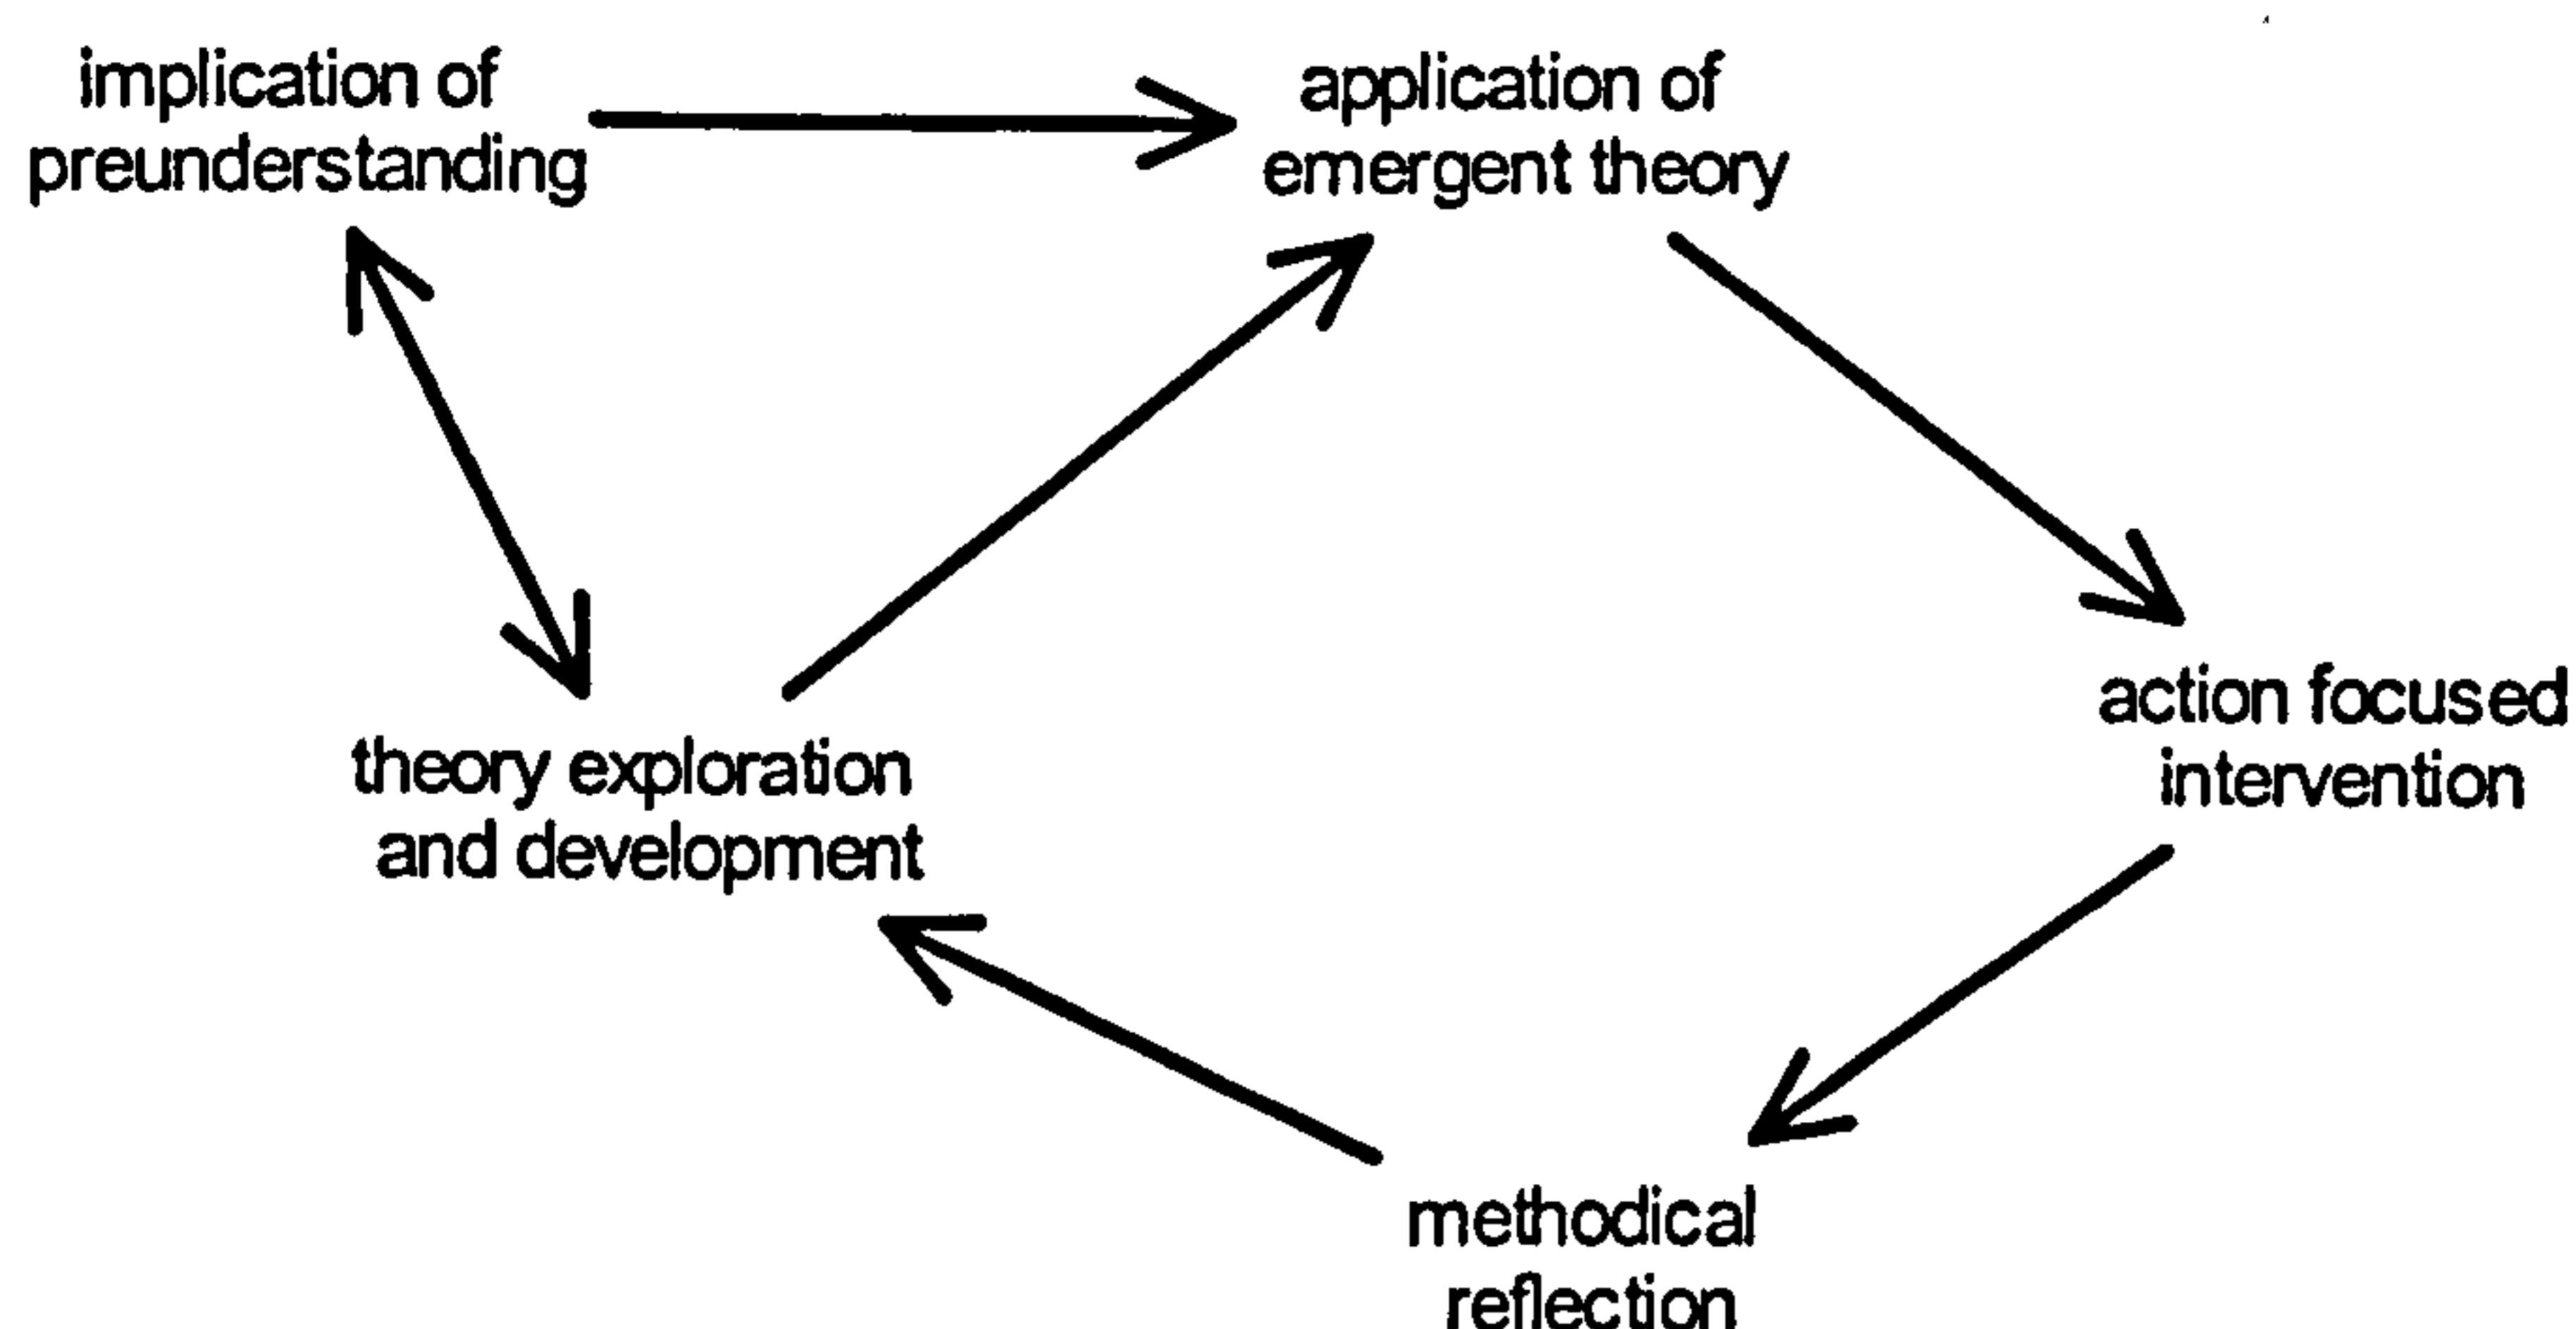 implication of
preunderstanding
application of
emergent theory
theory exploration
and development
action focused
intervention
methodical
reflection